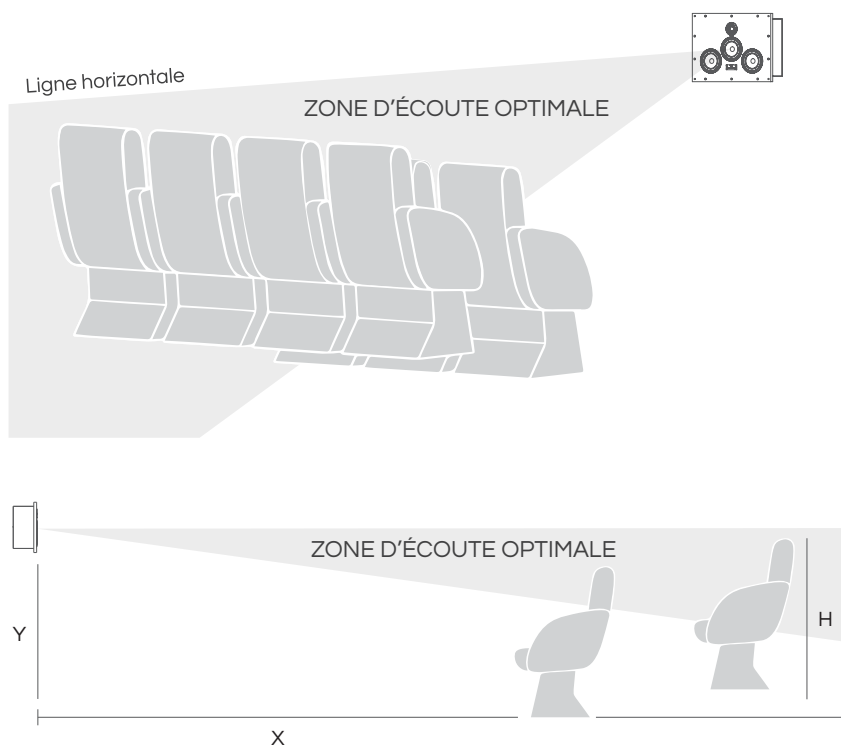 Ligne horizontale
ZONE D’ÉCOUTE OPTIMALE
ZONE D’ÉCOUTE OPTIMALE
Y
H
X